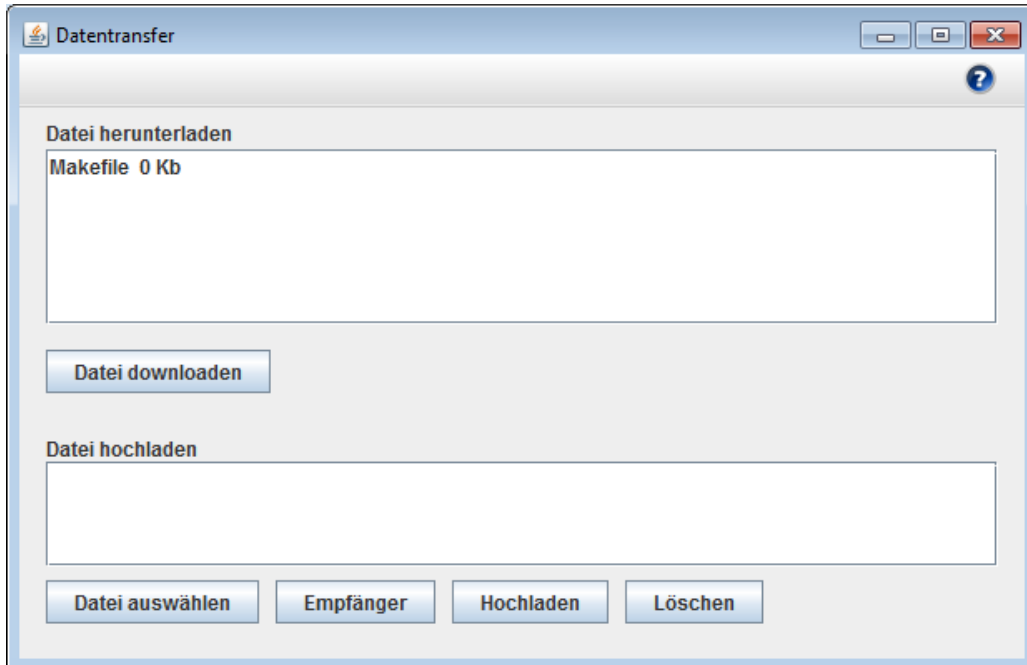 Datentransfer
?
Datei herunterladen
Makefile 0 Kb
Datei downloaden
Datei hochladen
Datei auswählen Empfänger Hochladen Löschen